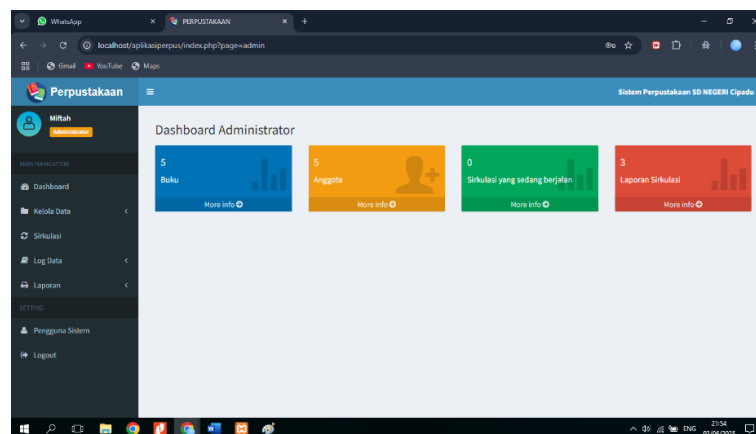 WhatsApp
PERPUSTAKAAN
localhost/aplikasiperpus/index.php?page=admin
Gmail YouTube Maps
Perpustakaan
Sistem Perpustakaan SD NEGERI Cipadu
Miftah
Administrator
Dashboard Administrator
MAIN NAVIGATION
Dashboard
Kelola Data
Sirkulasi
Log Data
Laporan
SETTING
Pengguna Sistem
Logout
5
Buku
More info
5
Anggota
More info
0
Sirkulasi yang sedang berjalan
More info
3
Laporan Sirkulasi
More info
ENG
21:54